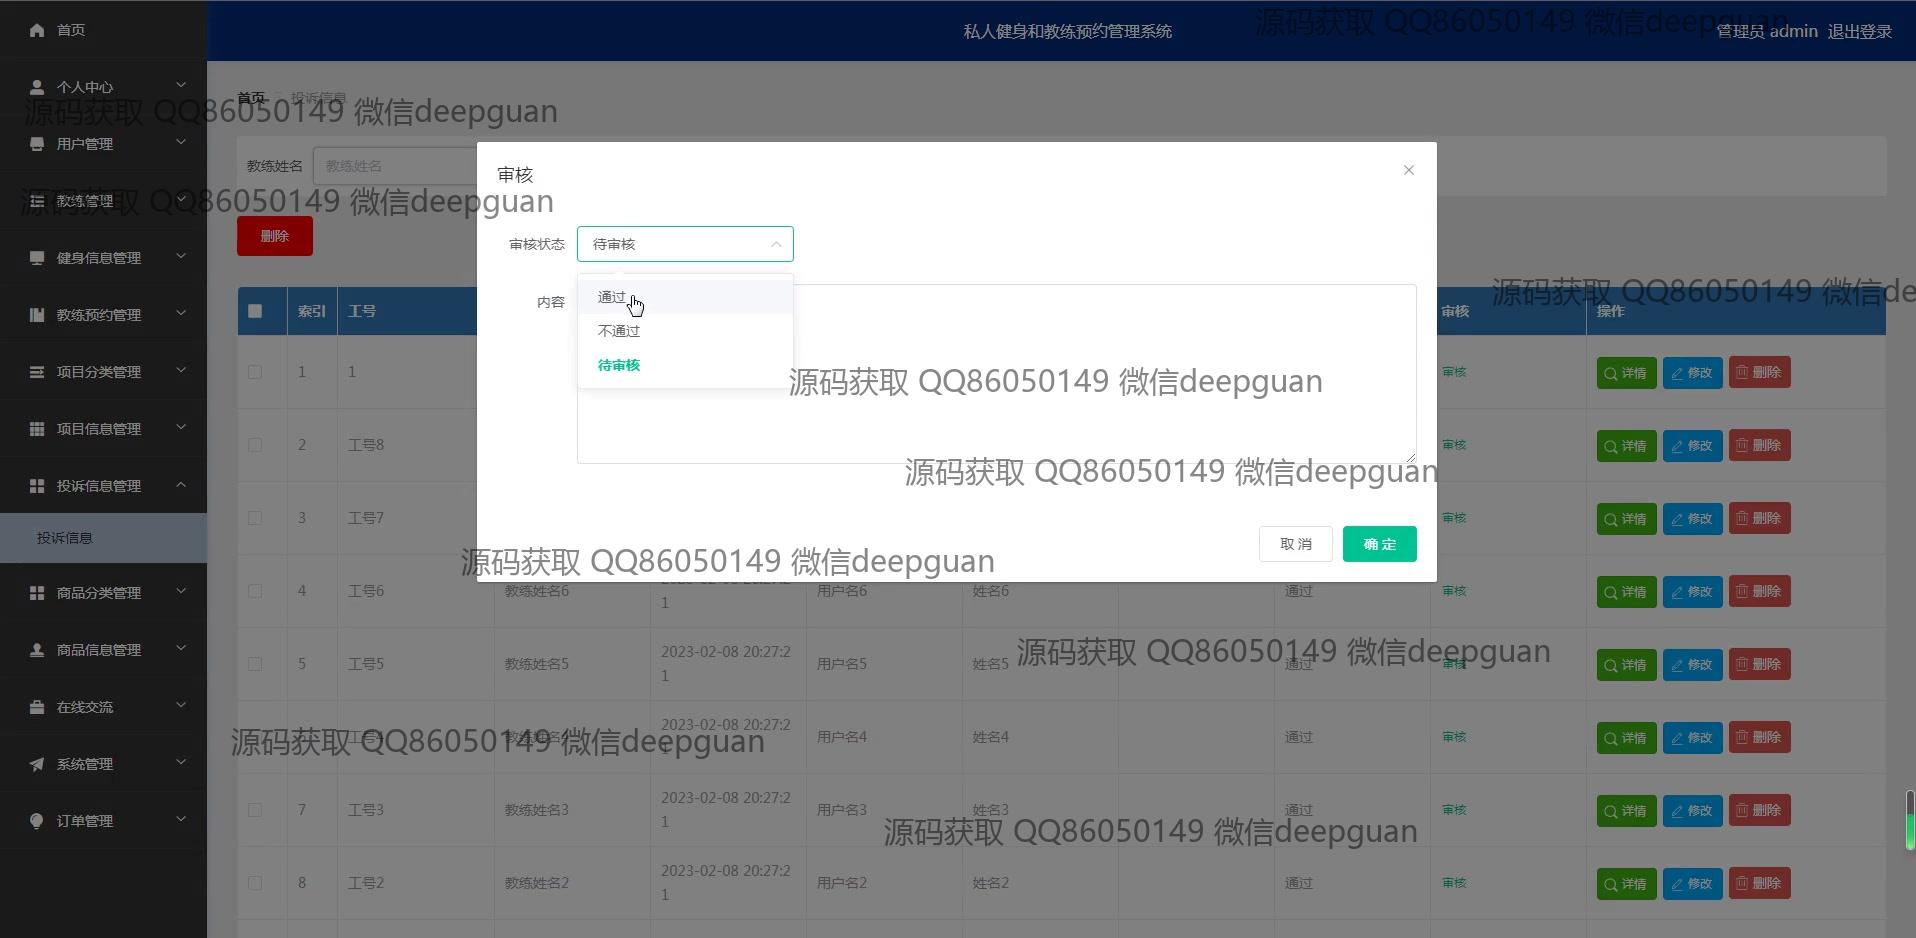 首页
个人中心
用户管理
教练管理
健身信息管理
教练预约管理
项目分类管理
项目信息管理
投诉信息管理
投诉信息
商品分类管理
商品信息管理
在线交流
系统管理
订单管理
私人健身和教练预约管理系统
管理员 admin 退出登录
源码获取 QQ86050149 微信deepguan
首页 投诉信息
源码获取 QQ86050149 微信deepguan
教练姓名 教练姓名
源码获取 QQ86050149 微信deepguan
删除
审核
审核状态 待审核
内容
通过
不通过
待审核
源码获取 QQ86050149 微信deepguan
源码获取 QQ86050149 微信deepguan
取消 确定
源码获取 QQ86050149 微信deepguan
源码获取 QQ86050149 微信de
索引 工号 审核 操作
1 1 审核 详情 修改 删除
2 工号8 审核 详情 修改 删除
3 工号7 审核 详情 修改 删除
4 工号6 教练姓名6 2023-02-08 20:27:2
1 用户名6 姓名6 通过 审核 详情 修改 删除
5 工号5 教练姓名5 2023-02-08 20:27:2
1 用户名5 姓名5 通过 审核 详情 修改 删除
源码获取 QQ86050149 微信deepguan
工号4 教练姓名4 2023-02-08 20:27:2
1 用户名4 姓名4 通过 审核 详情 修改 删除
源码获取 QQ86050149 微信deepguan
7 工号3 教练姓名3 2023-02-08 20:27:2
1 用户名3 姓名3 通过 审核 详情 修改 删除
源码获取 QQ86050149 微信deepguan
8 工号2 教练姓名2 2023-02-08 20:27:2
1 用户名2 姓名2 通过 审核 详情 修改 删除